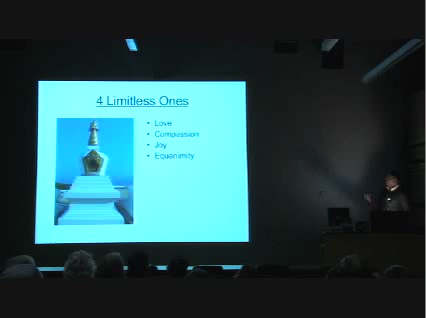 4 Limitless Ones
• Love
• Compassion
• Joy
• Equanimity